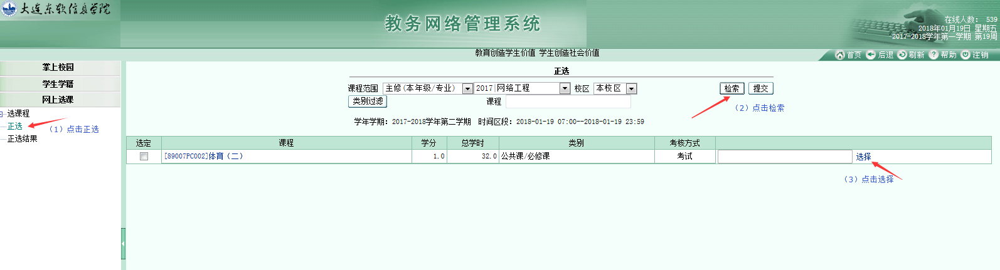 大连东软信息学院
教务网络管理系统
在线人数： 539
2018年01月19日 星期五
2017-2018学年第一学期 第19周
教育创造学生价值 学生创造社会价值
首页 后退 刷新 帮助 注销
掌上校园
学生学籍
网上选课
选课程
正选
正选结果
（1）点击正选
正选
课程范围 主修(本年级/专业) 2017|网络工程 校区 本校区 检索 提交
类别过滤 课程
（2）点击检索
学年学期：2017-2018学年第二学期 时间区段：2018-01-19 07:00--2018-01-19 23:59
选定 课程 学分 总学时 类别 考核方式
[89007PC002]体育（二） 1.0 32.0 公共课/必修课 考试 选择
（3）点击选择